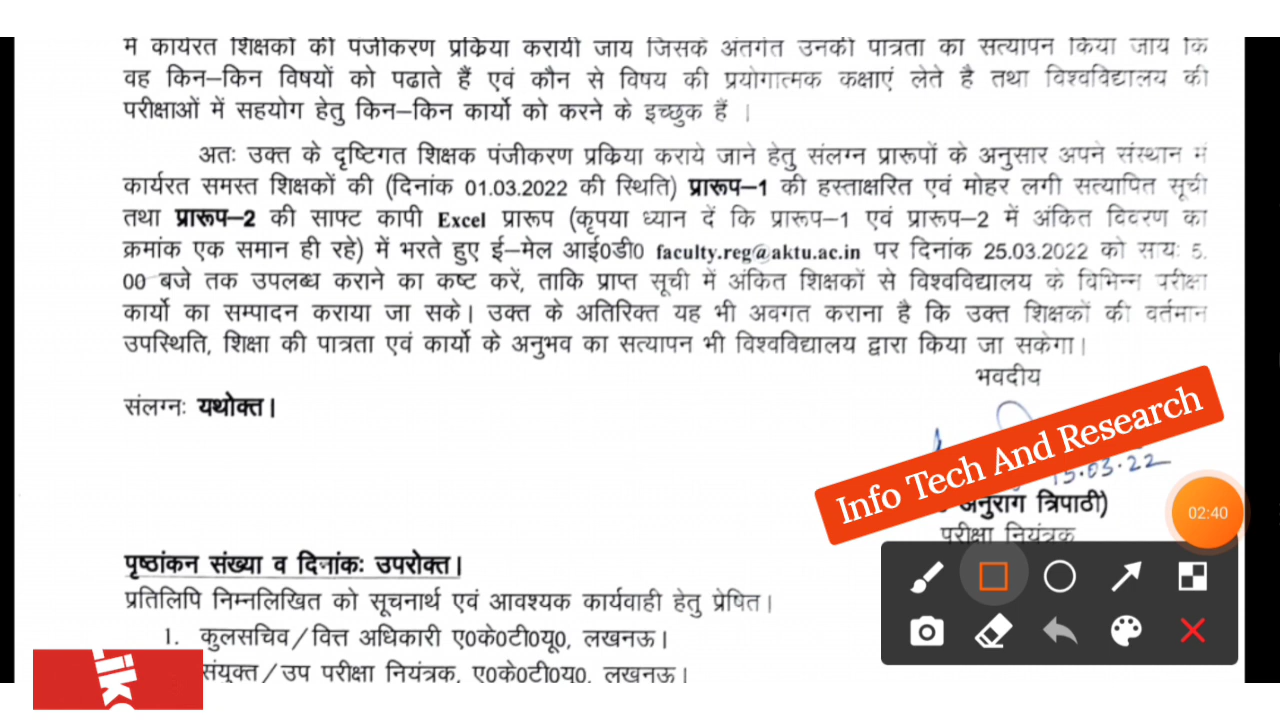 में कार्यरत शिक्षकों की पंजीकरण प्रक्रिया करायी जाय जिसके अंतर्गत उनकी पात्रता का सत्यापन किया जाय कि
वह किन–किन विषयों को पढाते हैं एवं कौन से विषय की प्रयोगात्मक कक्षाएं लेते है तथा विश्वविद्यालय की
परीक्षाओं में सहयोग हेतु किन–किन कार्यो को करने के इच्छुक हैं ।
अतः उक्त के दृष्टिगत शिक्षक पंजीकरण प्रक्रिया कराये जाने हेतु संलग्न प्रारूपों के अनुसार अपने संस्थान में
कार्यरत समस्त शिक्षकों की (दिनांक 01.03.2022 की स्थिति) प्रारूप–1 की हस्ताक्षरित एवं मोहर लगी सत्यापित सूची
तथा प्रारूप–2 की साफ्ट कापी Excel प्रारूप (कृपया ध्यान दें कि प्रारूप–1 एवं प्रारूप–2 में अंकित विवरण का
क्रमांक एक समान ही रहे) में भरते हुए ई–मेल आई0डी0 faculty.reg@aktu.ac.in पर दिनांक 25.03.2022 को सायः 5.
00 बजे तक उपलब्ध कराने का कष्ट करें, ताकि प्राप्त सूची में अंकित शिक्षकों से विश्वविद्यालय के विभिन्न परीक्षा
कार्यो का सम्पादन कराया जा सके। उक्त के अतिरिक्त यह भी अवगत कराना है कि उक्त शिक्षकों की वर्तमान
उपस्थिति, शिक्षा की पात्रता एवं कार्यो के अनुभव का सत्यापन भी विश्वविद्यालय द्वारा किया जा सकेगा।
भवदीय
संलग्नः यथोक्त।
Info Tech And Research
15.03.22
अनुराग त्रिपाठी)
02:40
परीक्षा नियंत्रक
पृष्ठांकन संख्या व दिनांकः उपरोक्त।
प्रतिलिपि निम्नलिखित को सूचनार्थ एवं आवश्यक कार्यवाही हेतु प्रेषित।
1. कुलसचिव/वित्त अधिकारी ए0के0टी0यू0, लखनऊ।
संयुक्त/उप परीक्षा नियंत्रक, ए0के0टी0यू0, लखनऊ।